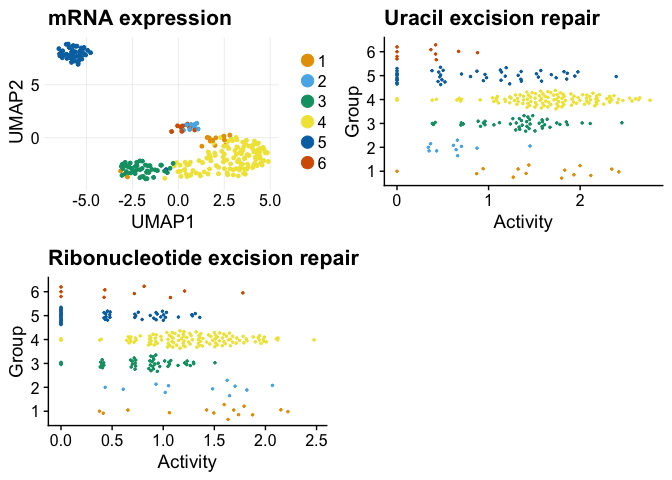 mRNA expression
UMAP2
5
0
-5.0 -2.5 0.0 2.5 5.0
UMAP1
1
2
3
4
5
6
Uracil excision repair
Group
6
5
4
3
2
1
0 1 2
Activity
Ribonucleotide excision repair
Group
6
5
4
3
2
1
0.0 0.5 1.0 1.5 2.0 2.5
Activity